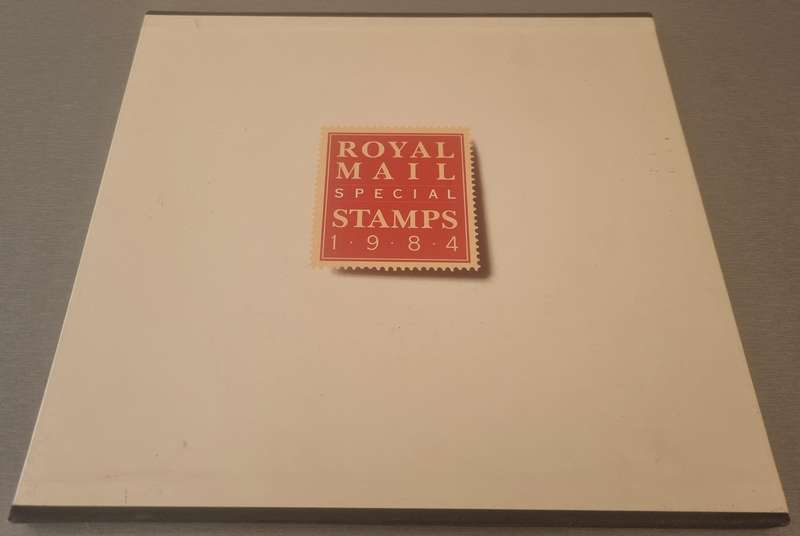 ROYAL
MAIL
SPECIAL
STAMPS
1·9·8·4